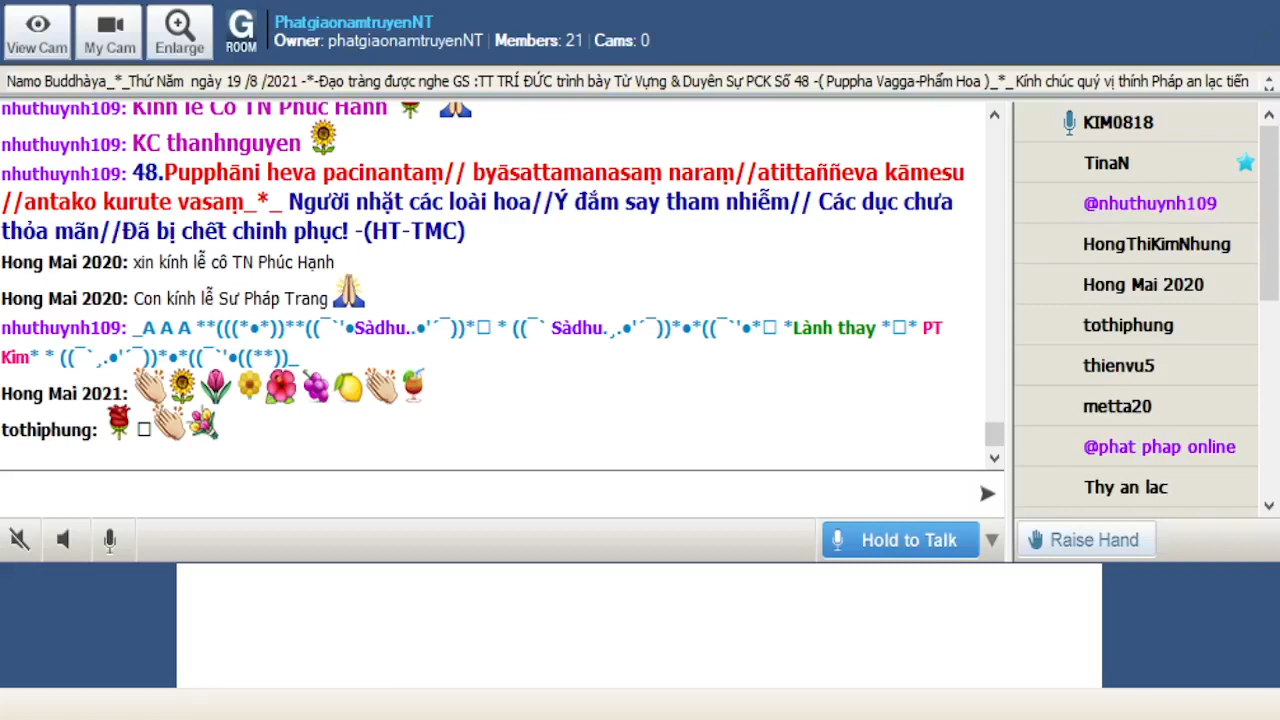 View Cam
My Cam
Enlarge
G
ROOM
PhatgiaonamtruyenNT
Owner: phatgiaonamtruyenNT | Members: 21 | Cams: 0
Namo Buddhàya_*_Thứ Năm ngày 19 /8 /2021 -*-Đạo tràng được nghe GS :TT TRÍ ĐỨC trình bày Từ Vựng & Duyên Sự PCK Số 48 -( Puppha Vagga-Phẩm Hoa )_*_Kính chúc quý vị thính Pháp an lạc tiến
nhuthuynh109: Kính lễ Cô TN Phúc Hạnh
nhuthuynh109: KC thanhnguyen
nhuthuynh109: 48.Pupphāni heva pacinantaṃ// byāsattamanasaṃ naraṃ//atittaññeva kāmesu
//antako kurute vasaṃ_*_ Người nhặt các loài hoa//Ý đắm say tham nhiễm// Các dục chưa
thỏa mãn//Đã bị chết chinh phục! -(HT-TMC)
Hong Mai 2020: xin kính lễ cô TN Phúc Hạnh
Hong Mai 2020: Con kính lễ Sư Pháp Trang
nhuthuynh109: _A A A **(((*●*))**((¯`'●Sàdhu..●'´¯))*□ * ((¯` Sàdhu.¸.●'´¯))*●*((¯`'●*□ *Lành thay *□* PT
Kim* * ((¯`¸.●'´¯))*●*((¯`'●((**))_
Hong Mai 2021:
tothiphung: □
Hold to Talk
KIM0818
TinaN
@nhuthuynh109
HongThiKimNhung
Hong Mai 2020
tothiphung
thienvu5
metta20
@phat phap online
Thy an lac
Raise Hand